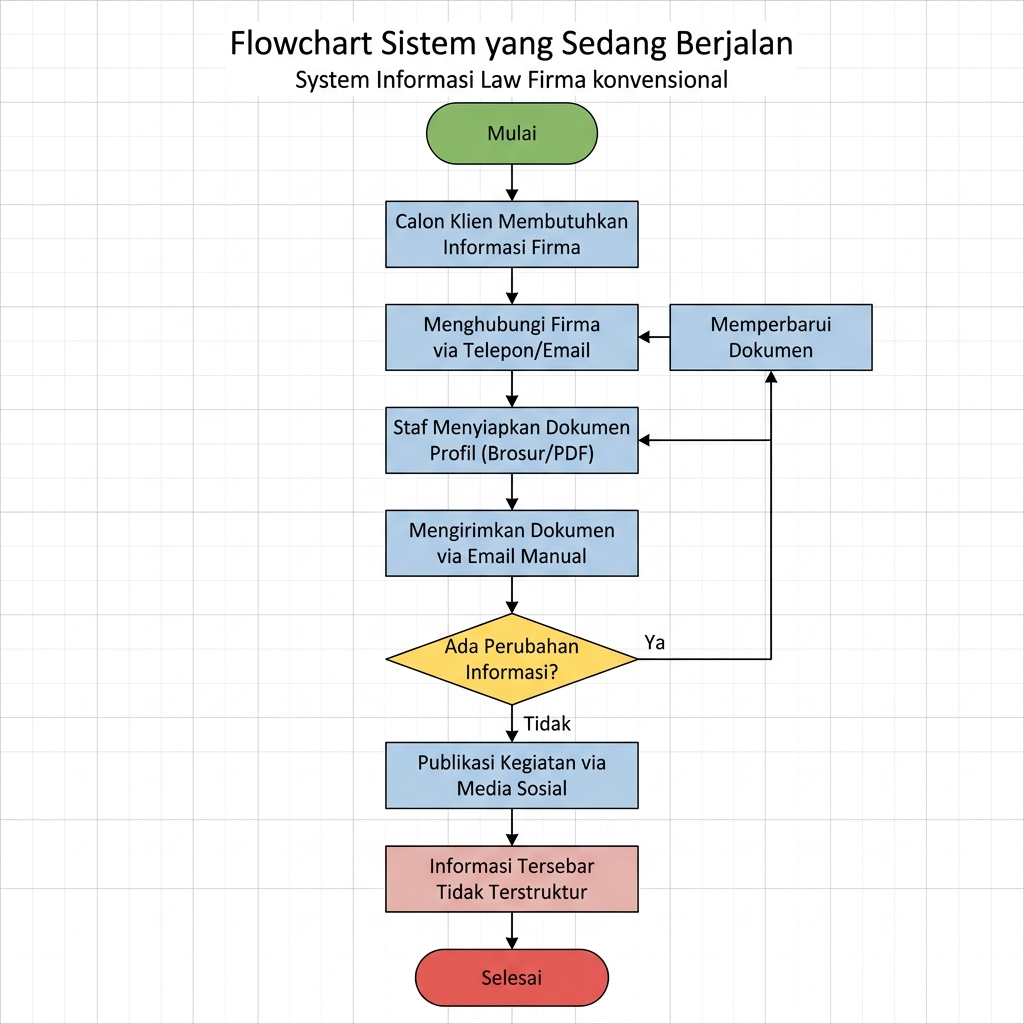 Flowchart Sistem yang Sedang Berjalan
System Informasi Law Firma konvensional
Mulai
Calon Klien Membutuhkan
Informasi Firma
Menghubungi Firma
via Telepon/Email
Memperbarui
Dokumen
Staf Menyiapkan Dokumen
Profil (Brosur/PDF)
Mengirimkan Dokumen
via Email Manual
Ada Perubahan
Informasi?
Ya
Tidak
Publikasi Kegiatan via
Media Sosial
Informasi Tersebar
Tidak Terstruktur
Selesai